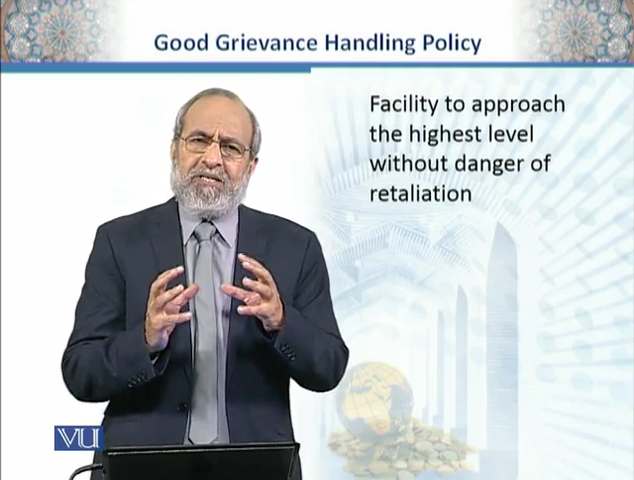 Good Grievance Handling Policy
Facility to approach
the highest level
without danger of
retaliation
VU